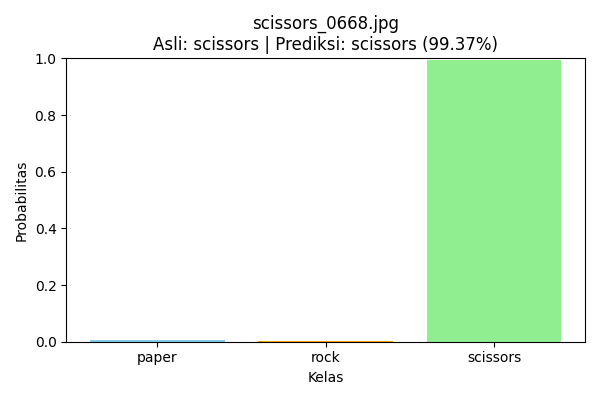 scissors_0668.jpg
Asli: scissors | Prediksi: scissors (99.37%)
1.0
0.8
0.6
0.4
0.2
0.0
Probabilitas
paper rock scissors
Kelas